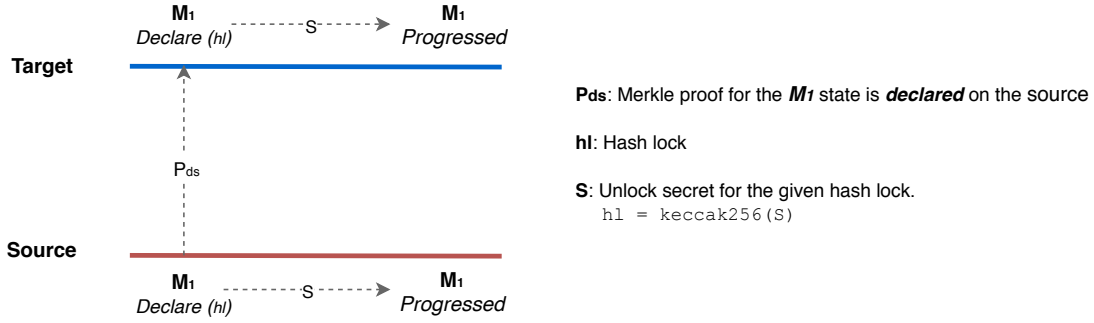 M1 M1
Declare (hl) S Progressed
Target
Pds: Merkle proof for the M1 state is declared on the source
hl: Hash lock
Pds
S: Unlock secret for the given hash lock.
hl = keccak256(S)
Source
M1 M1
Declare (hl) S Progressed